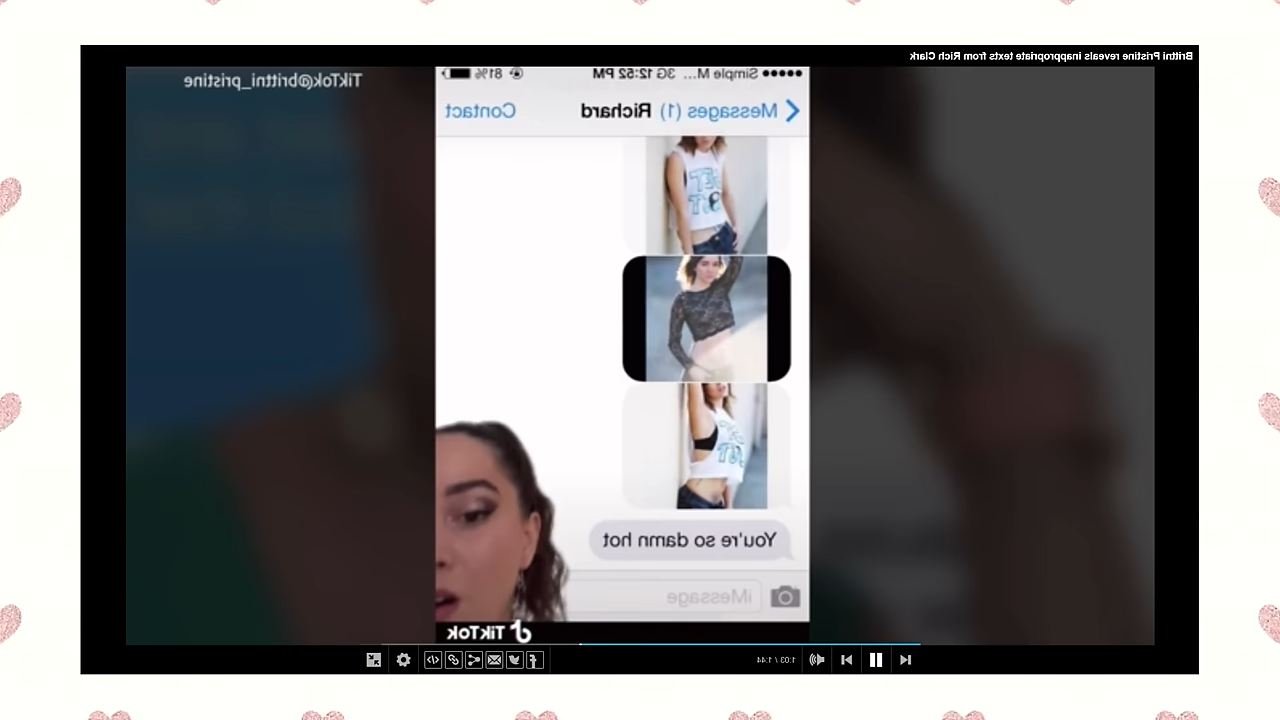 Brittni Pristine reveals inappropriate texts from Rich Clark
TikTok@brittni_pristine
Simple M... 3G 12:52 PM 81%
Messages (1) Richard Contact
You're so damn hot
iMessage
TikTok
1:03 / 1:44